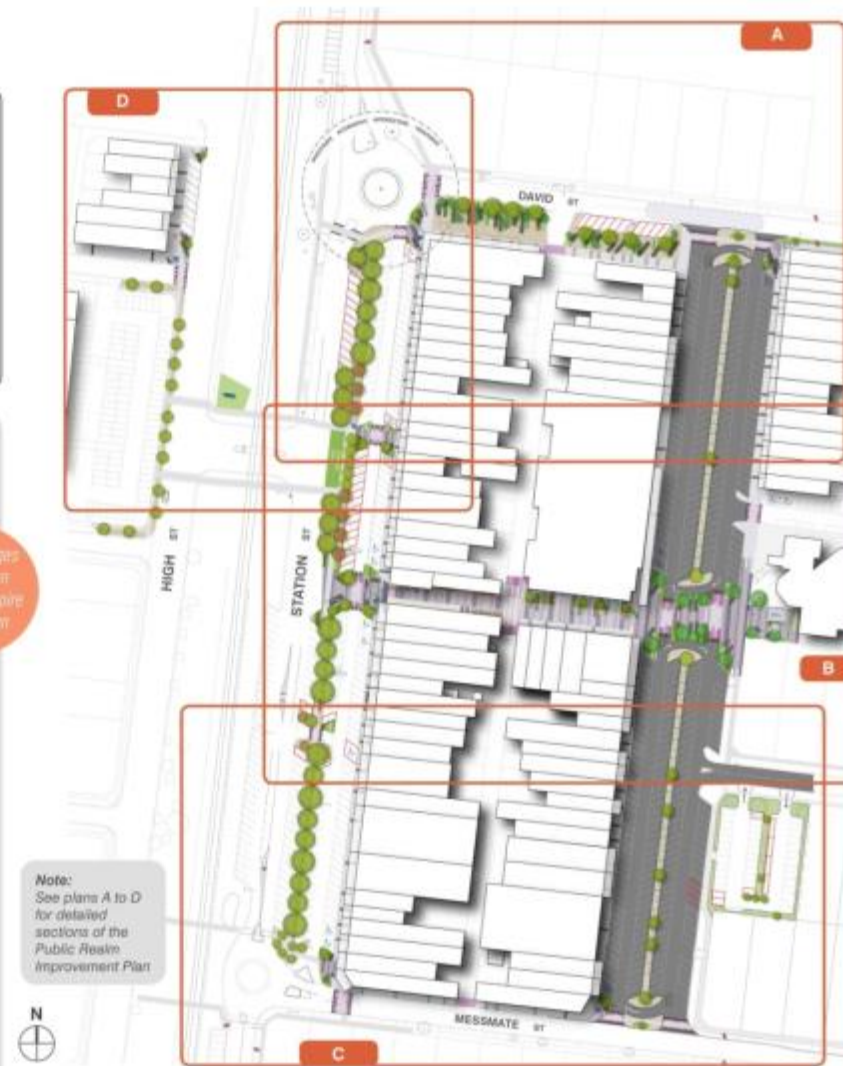 A
D
DAVID ST
HIGH ST
STATION ST
B
Note:
See plans A to D
for detailed
sections of the
Public Realm
Improvement Plan
N
MESSMATE ST
C